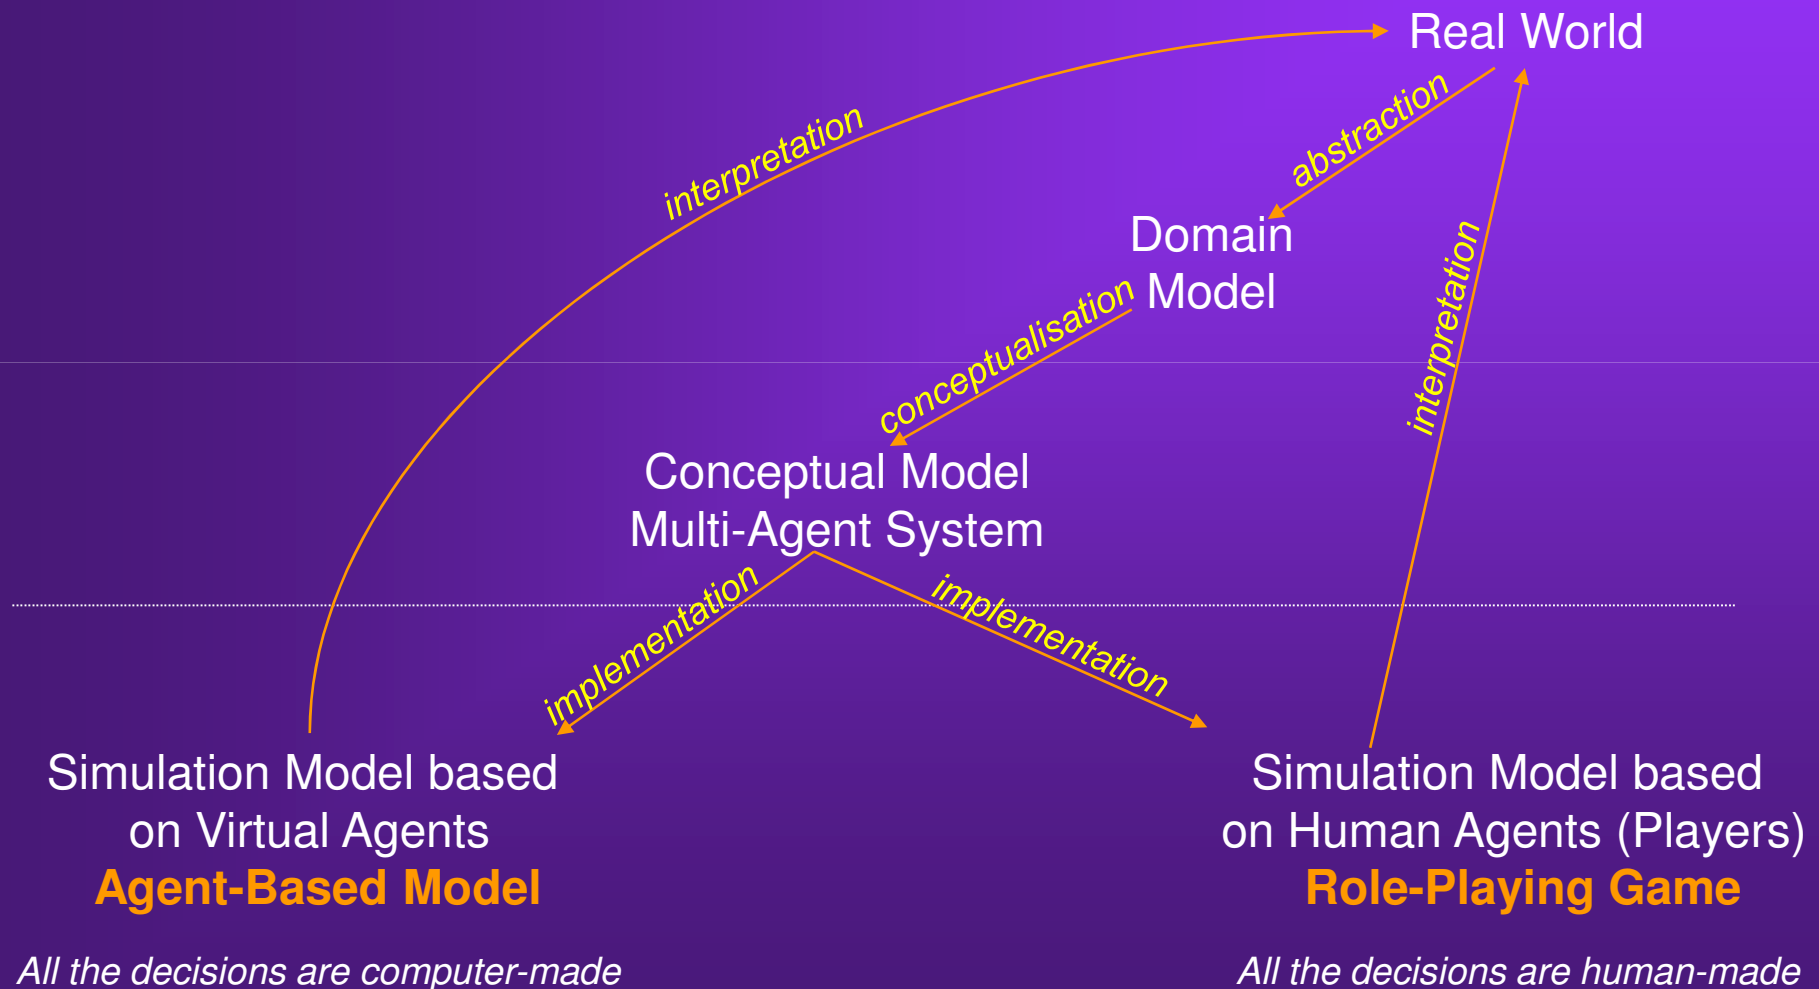 Real World
abstraction
interpretation
Domain
Model
interpretation
conceptualisation
Conceptual Model
Multi-Agent System
implementation
implementation
Simulation Model based
on Virtual Agents
Agent-Based Model
All the decisions are computer-made
Simulation Model based
on Human Agents (Players)
Role-Playing Game
All the decisions are human-made